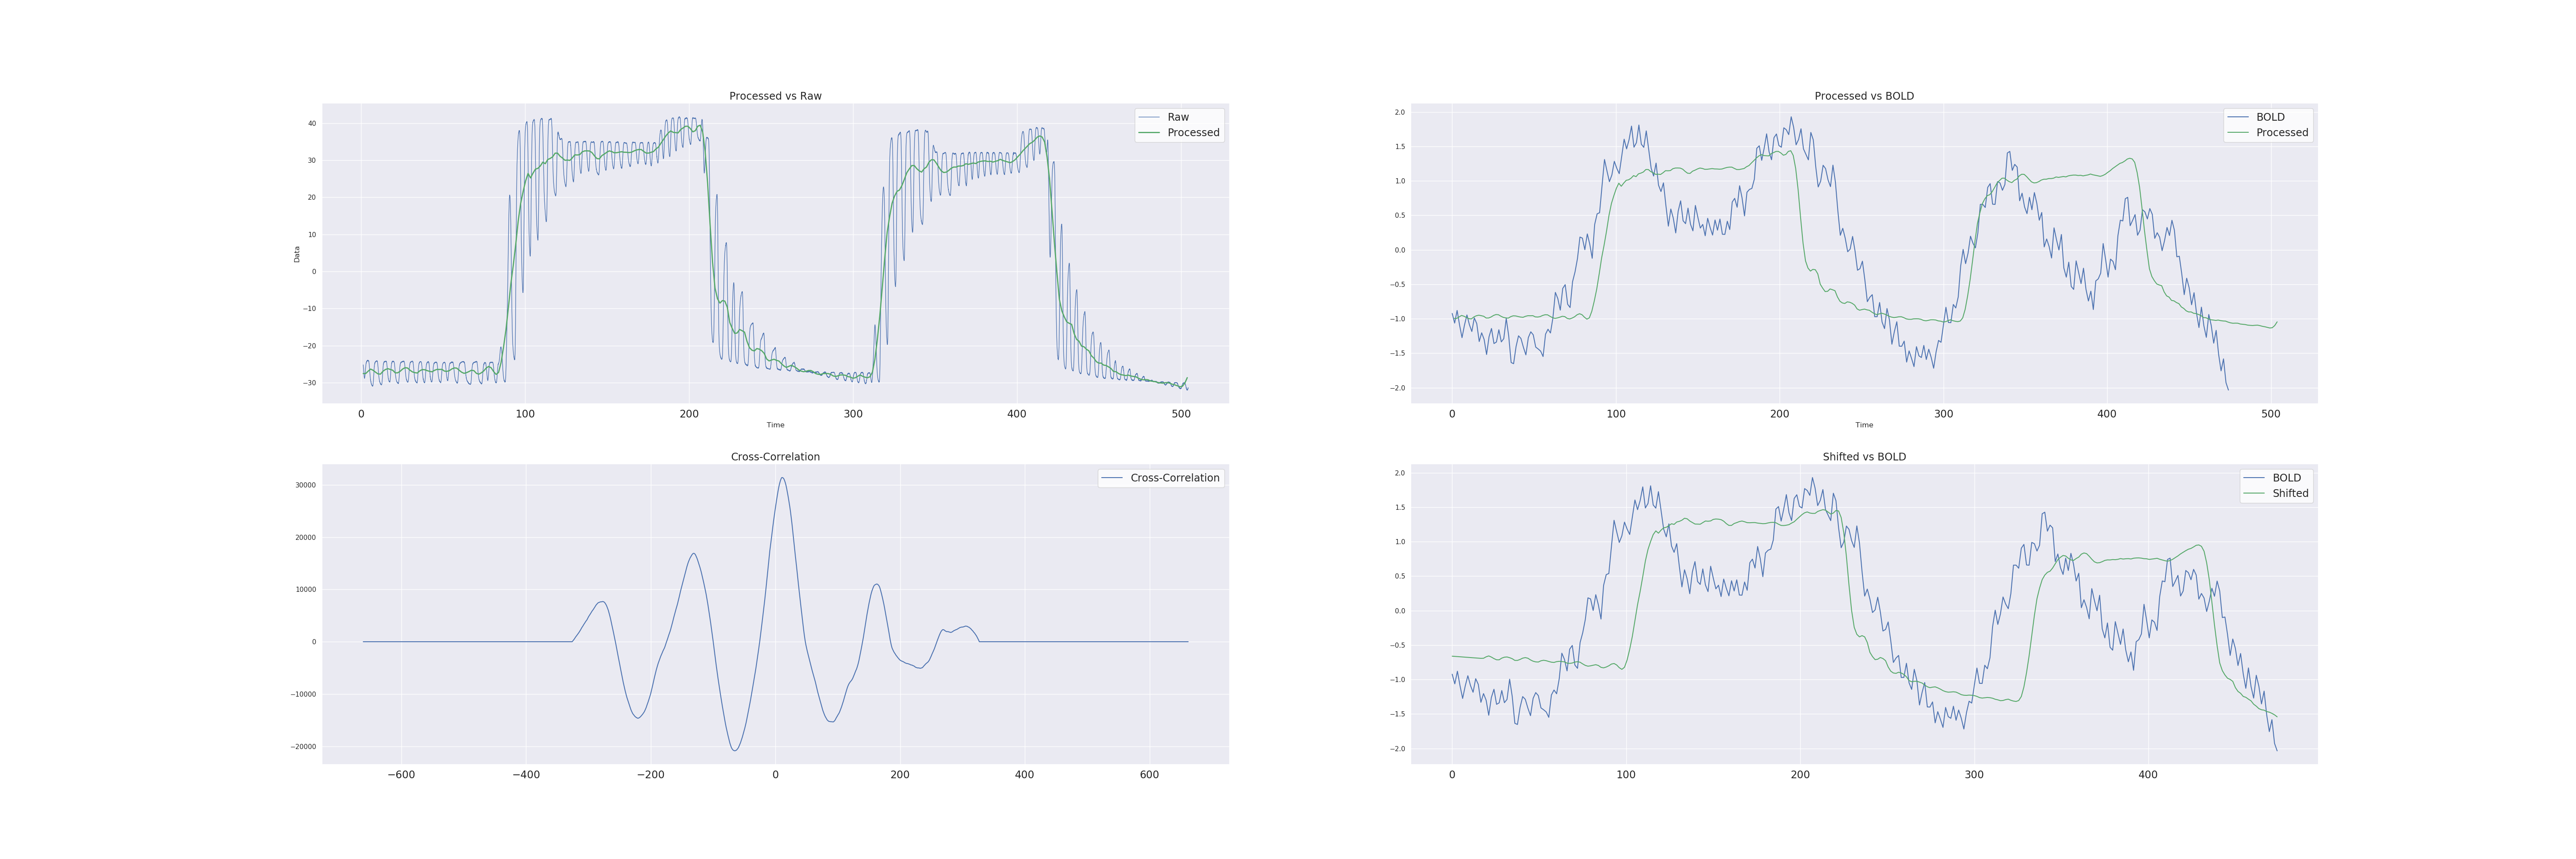 Processed vs Raw
Raw
Processed
40
30
20
10
0
−10
−20
−30
Data
0 100 200 300 400 500
Time
Processed vs BOLD
BOLD
Processed
2.0
1.5
1.0
0.5
0.0
−0.5
−1.0
−1.5
−2.0
0 100 200 300 400 500
Time
Cross-Correlation
Cross-Correlation
30000
20000
10000
0
−10000
−20000
−600 −400 −200 0 200 400 600
Shifted vs BOLD
BOLD
Shifted
2.0
1.5
1.0
0.5
0.0
−0.5
−1.0
−1.5
−2.0
0 100 200 300 400